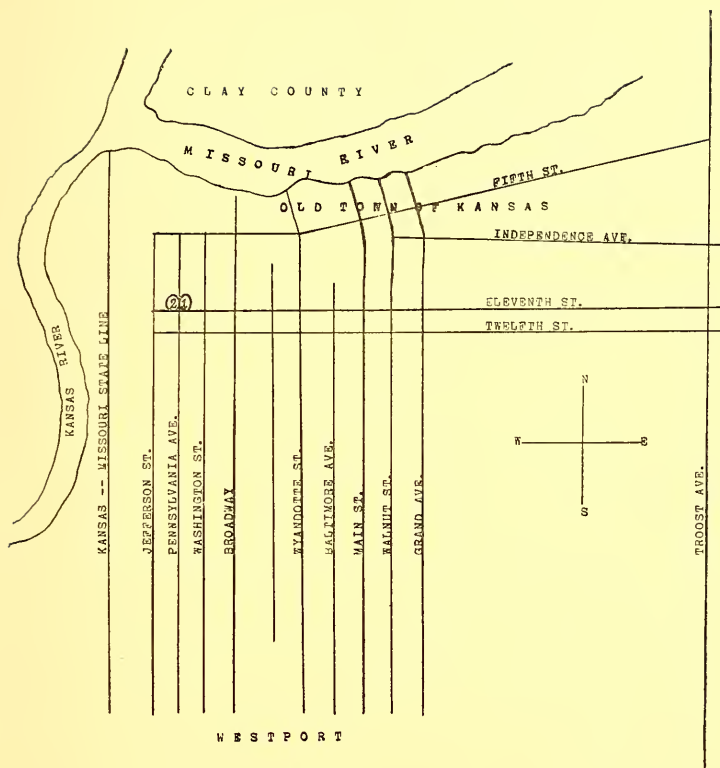 CLAY COUNTY
MISSOURI RIVER
FIFTH ST.
OLD TOWN OF KANSAS
INDEPENDENCE AVE.
(21)
ELEVENTH ST.
TWELFTH ST.
KANSAS RIVER
KANSAS -- MISSOURI STATE LINE
JEFFERSON ST.
PENNSYLVANIA AVE.
WASHINGTON ST.
BROADWAY
WYANDOTTE ST.
BALTIMORE AVE.
MAIN ST.
WALNUT ST.
GRAND AVE.
TROOST AVE.
N
W
E
S
WESTPORT